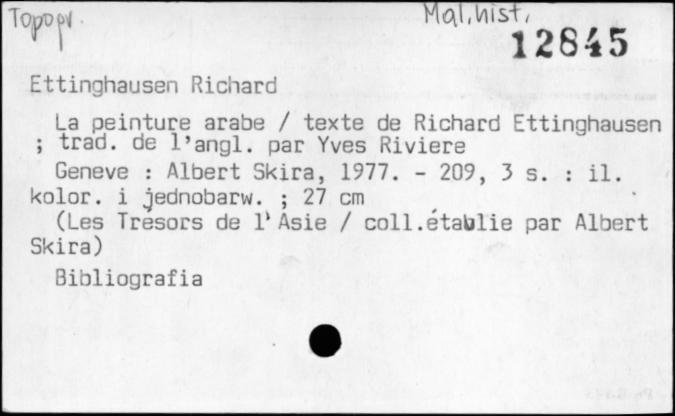 Topogr.
Mal.hist.
12845
Ettinghausen Richard
La peinture arabe / texte de Richard Ettinghausen
; trad. de l'angl. par Yves Riviere
Geneve : Albert Skira, 1977. - 209, 3 s. : il.
kolor. i jednobarw. ; 27 cm
(Les Trésors de l'Asie / coll.établie par Albert
Skira)
Bibliografia